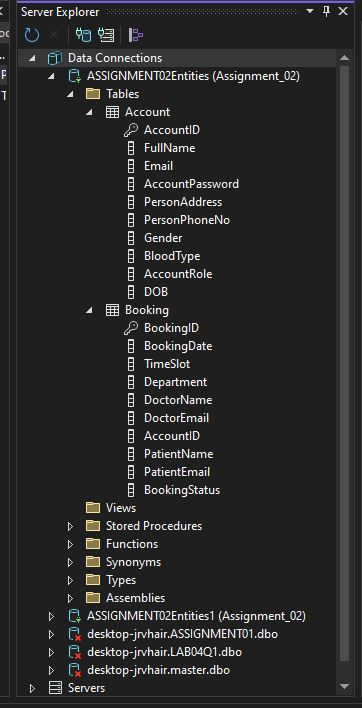 Server Explorer
Data Connections
ASSIGNMENT02Entities (Assignment_02)
Tables
Account
AccountID
FullName
Email
AccountPassword
PersonAddress
PersonPhoneNo
Gender
BloodType
AccountRole
DOB
Booking
BookingID
BookingDate
TimeSlot
Department
DoctorName
DoctorEmail
AccountID
PatientName
PatientEmail
BookingStatus
Views
Stored Procedures
Functions
Synonyms
Types
Assemblies
ASSIGNMENT02Entities1 (Assignment_02)
desktop-jrvhair.ASSIGNMENT01.dbo
desktop-jrvhair.LAB04Q1.dbo
desktop-jrvhair.master.dbo
Servers